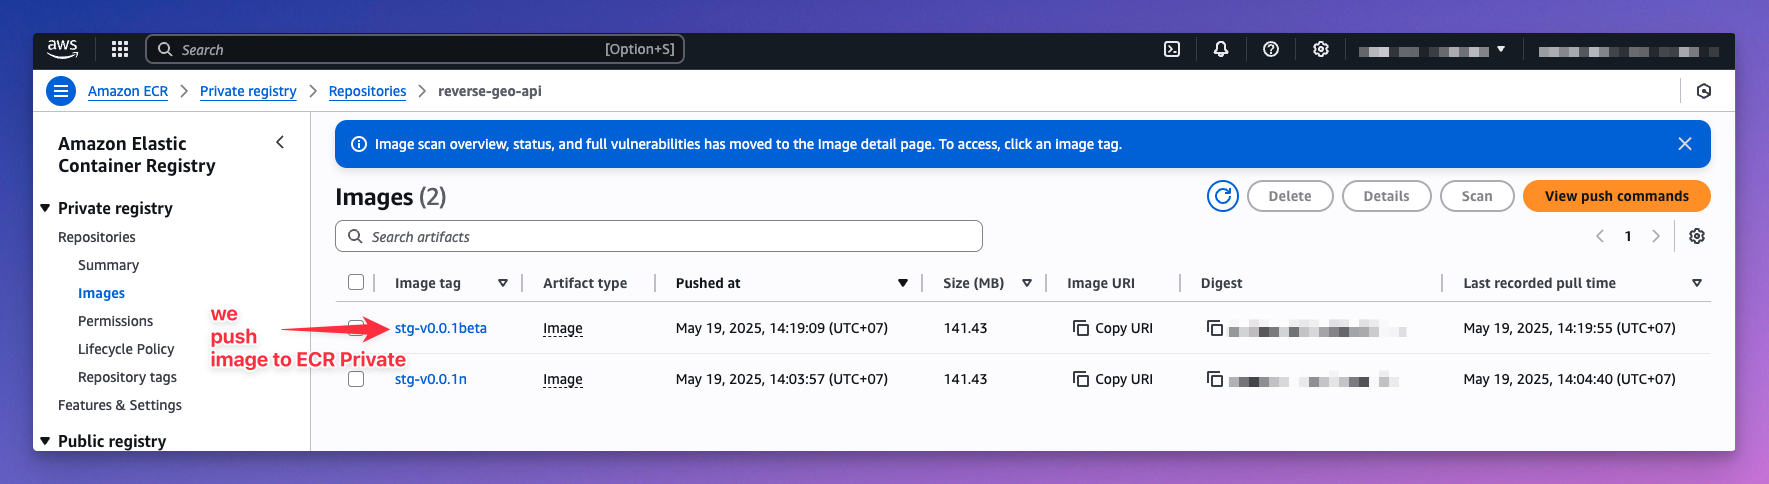 aws
Search [Option+S]
Amazon ECR > Private registry > Repositories > reverse-geo-api
Amazon Elastic
Container Registry
Private registry
Repositories
Summary
Images
Permissions
Lifecycle Policy
Repository tags
Features & Settings
Public registry
we
push
image to ECR Private
Image scan overview, status, and full vulnerabilities has moved to the Image detail page. To access, click an image tag.
Images (2)
Delete Details Scan View push commands
Search artifacts
1
Image tag Artifact type Pushed at Size (MB) Image URI Digest Last recorded pull time
stg-v0.0.1beta Image May 19, 2025, 14:19:09 (UTC+07) 141.43 Copy URI May 19, 2025, 14:19:55 (UTC+07)
stg-v0.0.1n Image May 19, 2025, 14:03:57 (UTC+07) 141.43 Copy URI May 19, 2025, 14:04:40 (UTC+07)